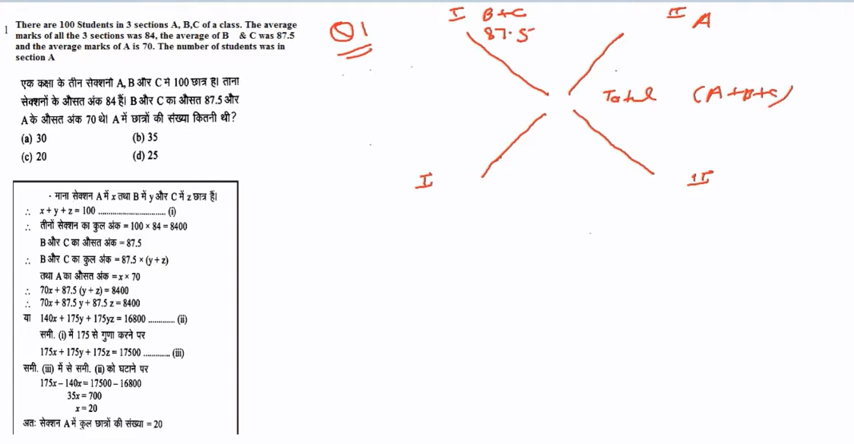 1 There are 100 Students in 3 sections A, B,C of a class. The average
marks of all the 3 sections was 84, the average of B & C was 87.5
and the average marks of A is 70. The number of students was in
section A
एक कक्षा के तीन सेक्शनों A, B और C में 100 छात्र हैं। ताना
सेक्शनों के औसत अंक 84 हैं। B और C का औसत 87.5 और
A के औसत अंक 70 थे। A में छात्रों की संख्या कितनी थी?
(a) 30 (b) 35
(c) 20 (d) 25
· माना सेक्शन A में x तथा B में y और C में z छात्र हैं।
∴ x + y + z = 100 ........................ (i)
∴ तीनों सेक्शन का कुल अंक = 100 × 84 = 8400
B और C का औसत अंक = 87.5
∴ B और C का कुल अंक = 87.5 × (y + z)
तथा A का औसत अंक = x × 70
∴ 70x + 87.5 (y + z) = 8400
∴ 70x + 87.5 y + 87.5 z = 8400
या 140x + 175y + 175yz = 16800 ........... (ii)
समी. (i) में 175 से गुणा करने पर
175x + 175y + 175z = 17500 ........... (iii)
समी. (iii) में से समी. (ii) को घटाने पर
175x – 140x = 17500 – 16800
35x = 700
x = 20
अतः सेक्शन A में कुल छात्रों की संख्या = 20
Q1
I B+C
87.5
II A
Total (A+B+C)
I
II